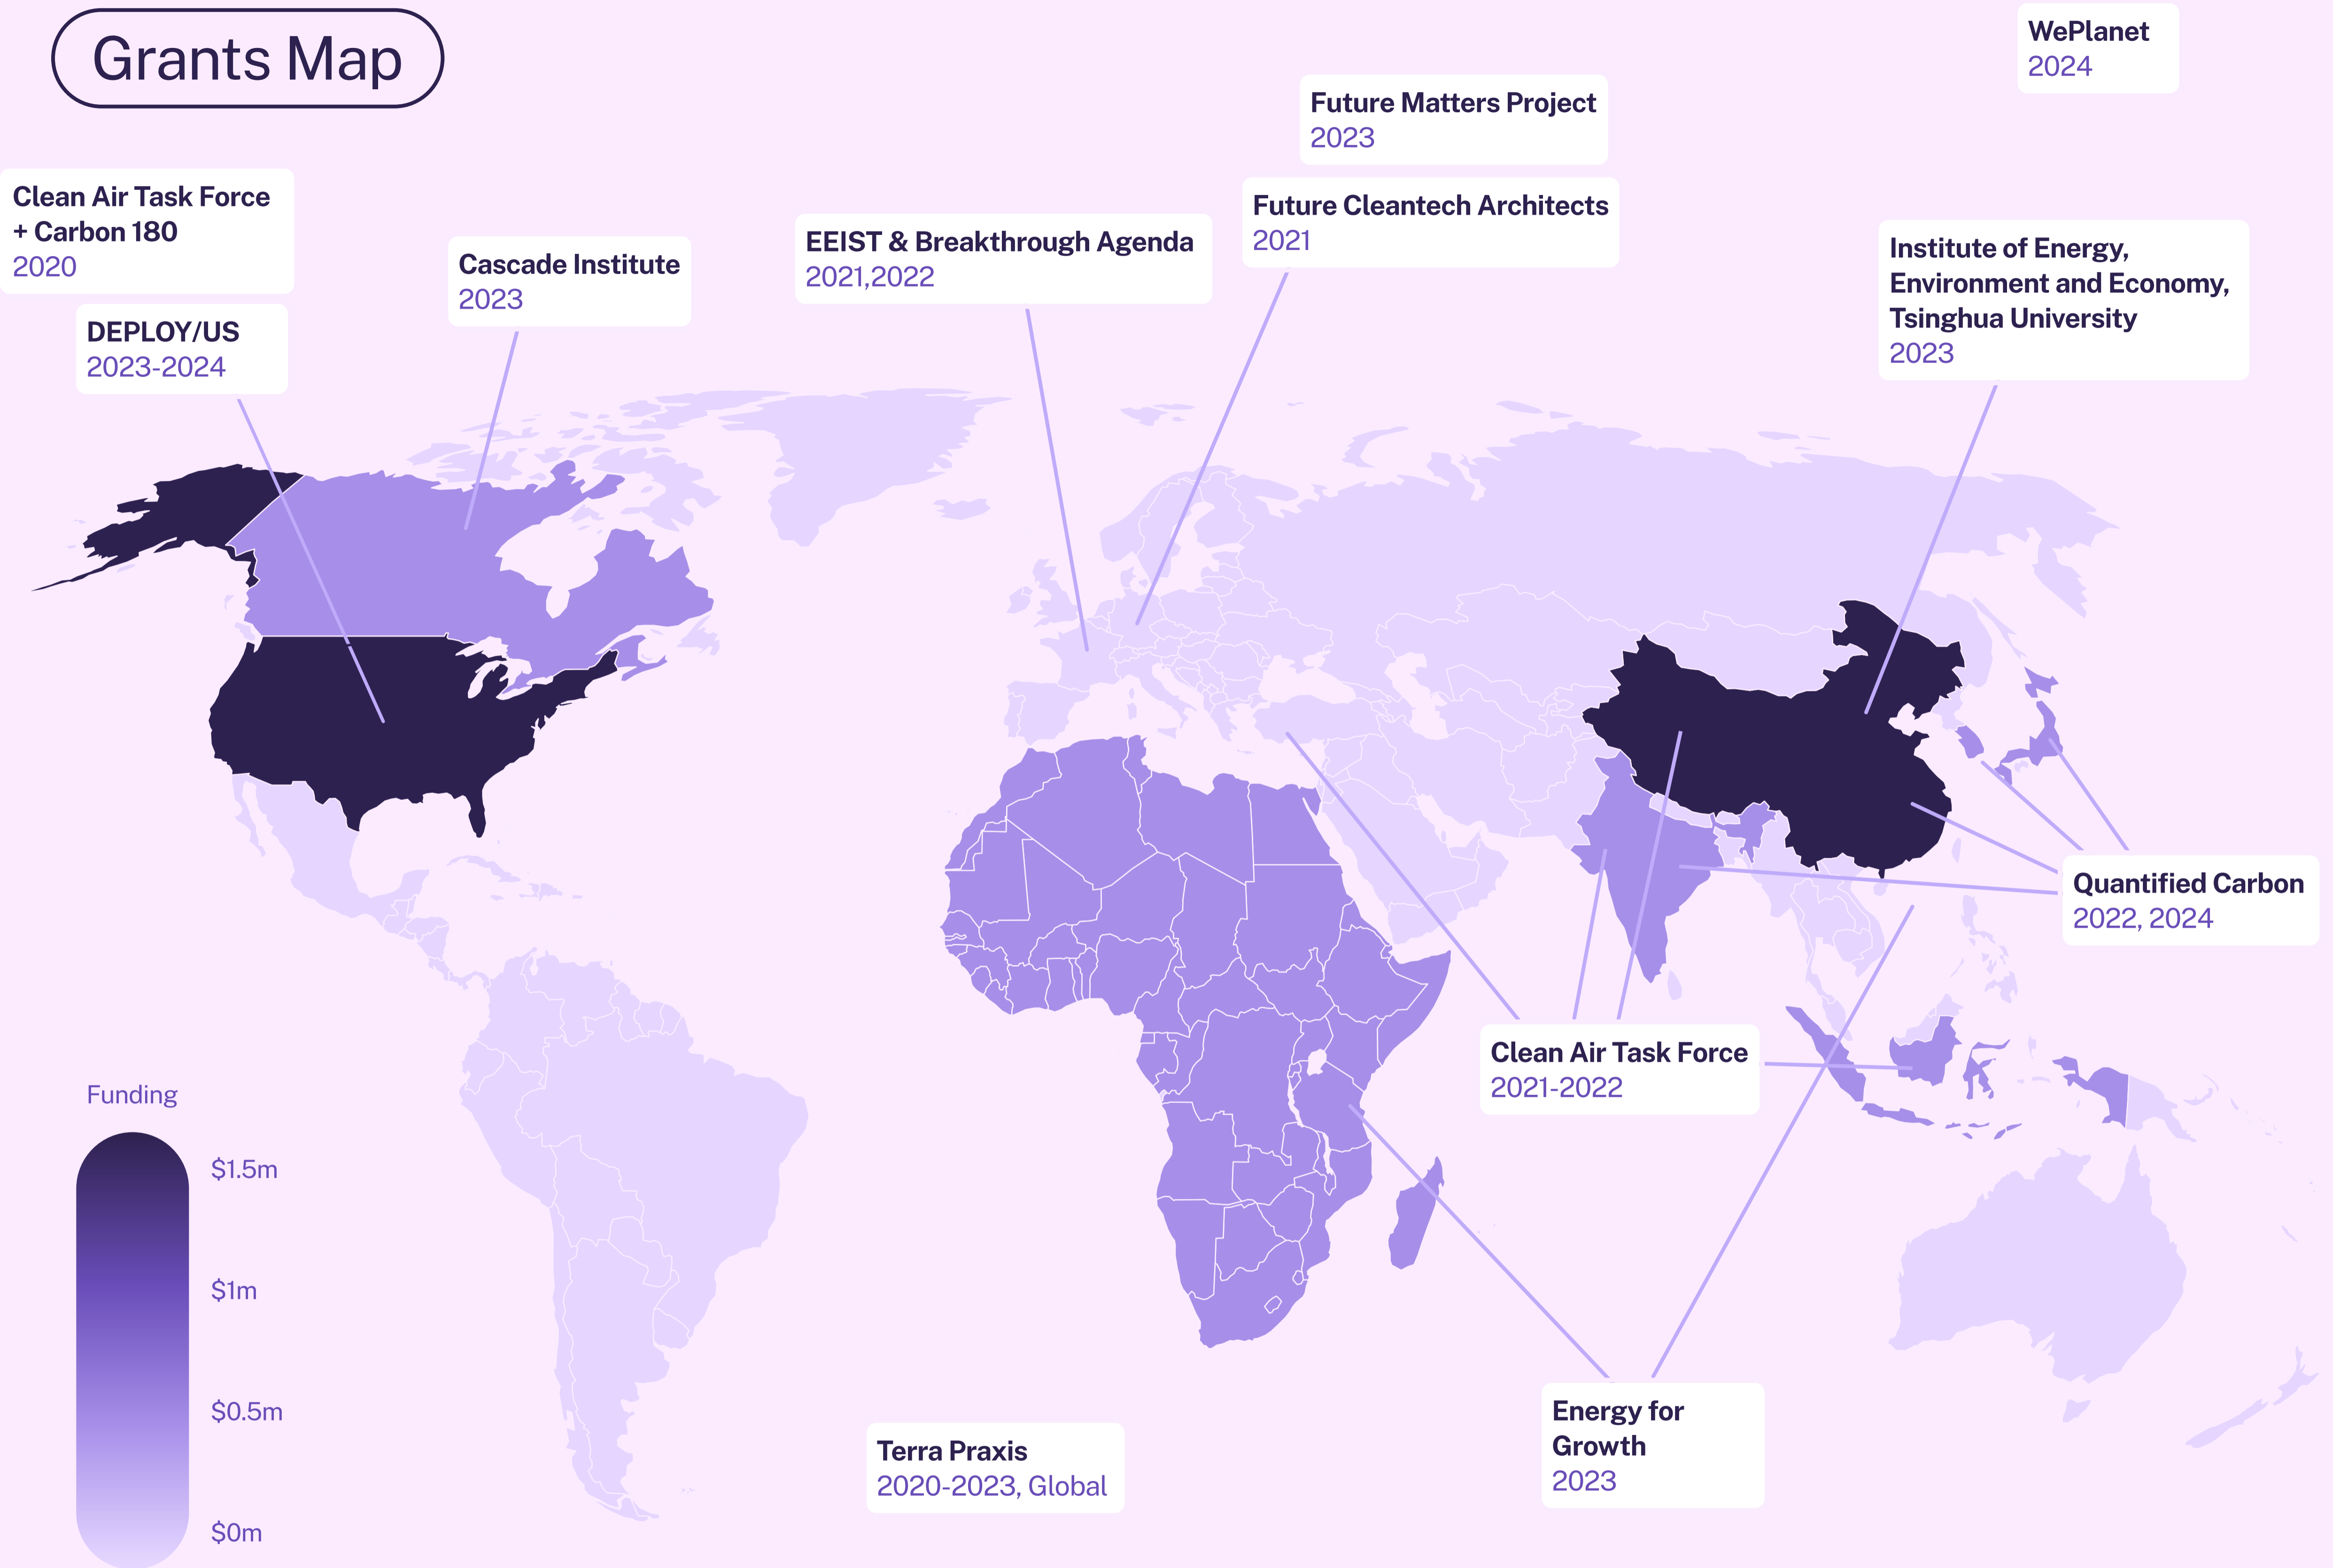 Grants Map
WePlanet
2024
Future Matters Project
2023
Clean Air Task Force
+ Carbon 180
2020
Future Cleantech Architects
2021
EEIST & Breakthrough Agenda
2021,2022
Institute of Energy,
Environment and Economy,
Tsinghua University
2023
Cascade Institute
2023
DEPLOY/US
2023-2024
Quantified Carbon
2022, 2024
Clean Air Task Force
2021-2022
Funding
$1.5m
$1m
$0.5m
$0m
Energy for
Growth
2023
Terra Praxis
2020-2023, Global